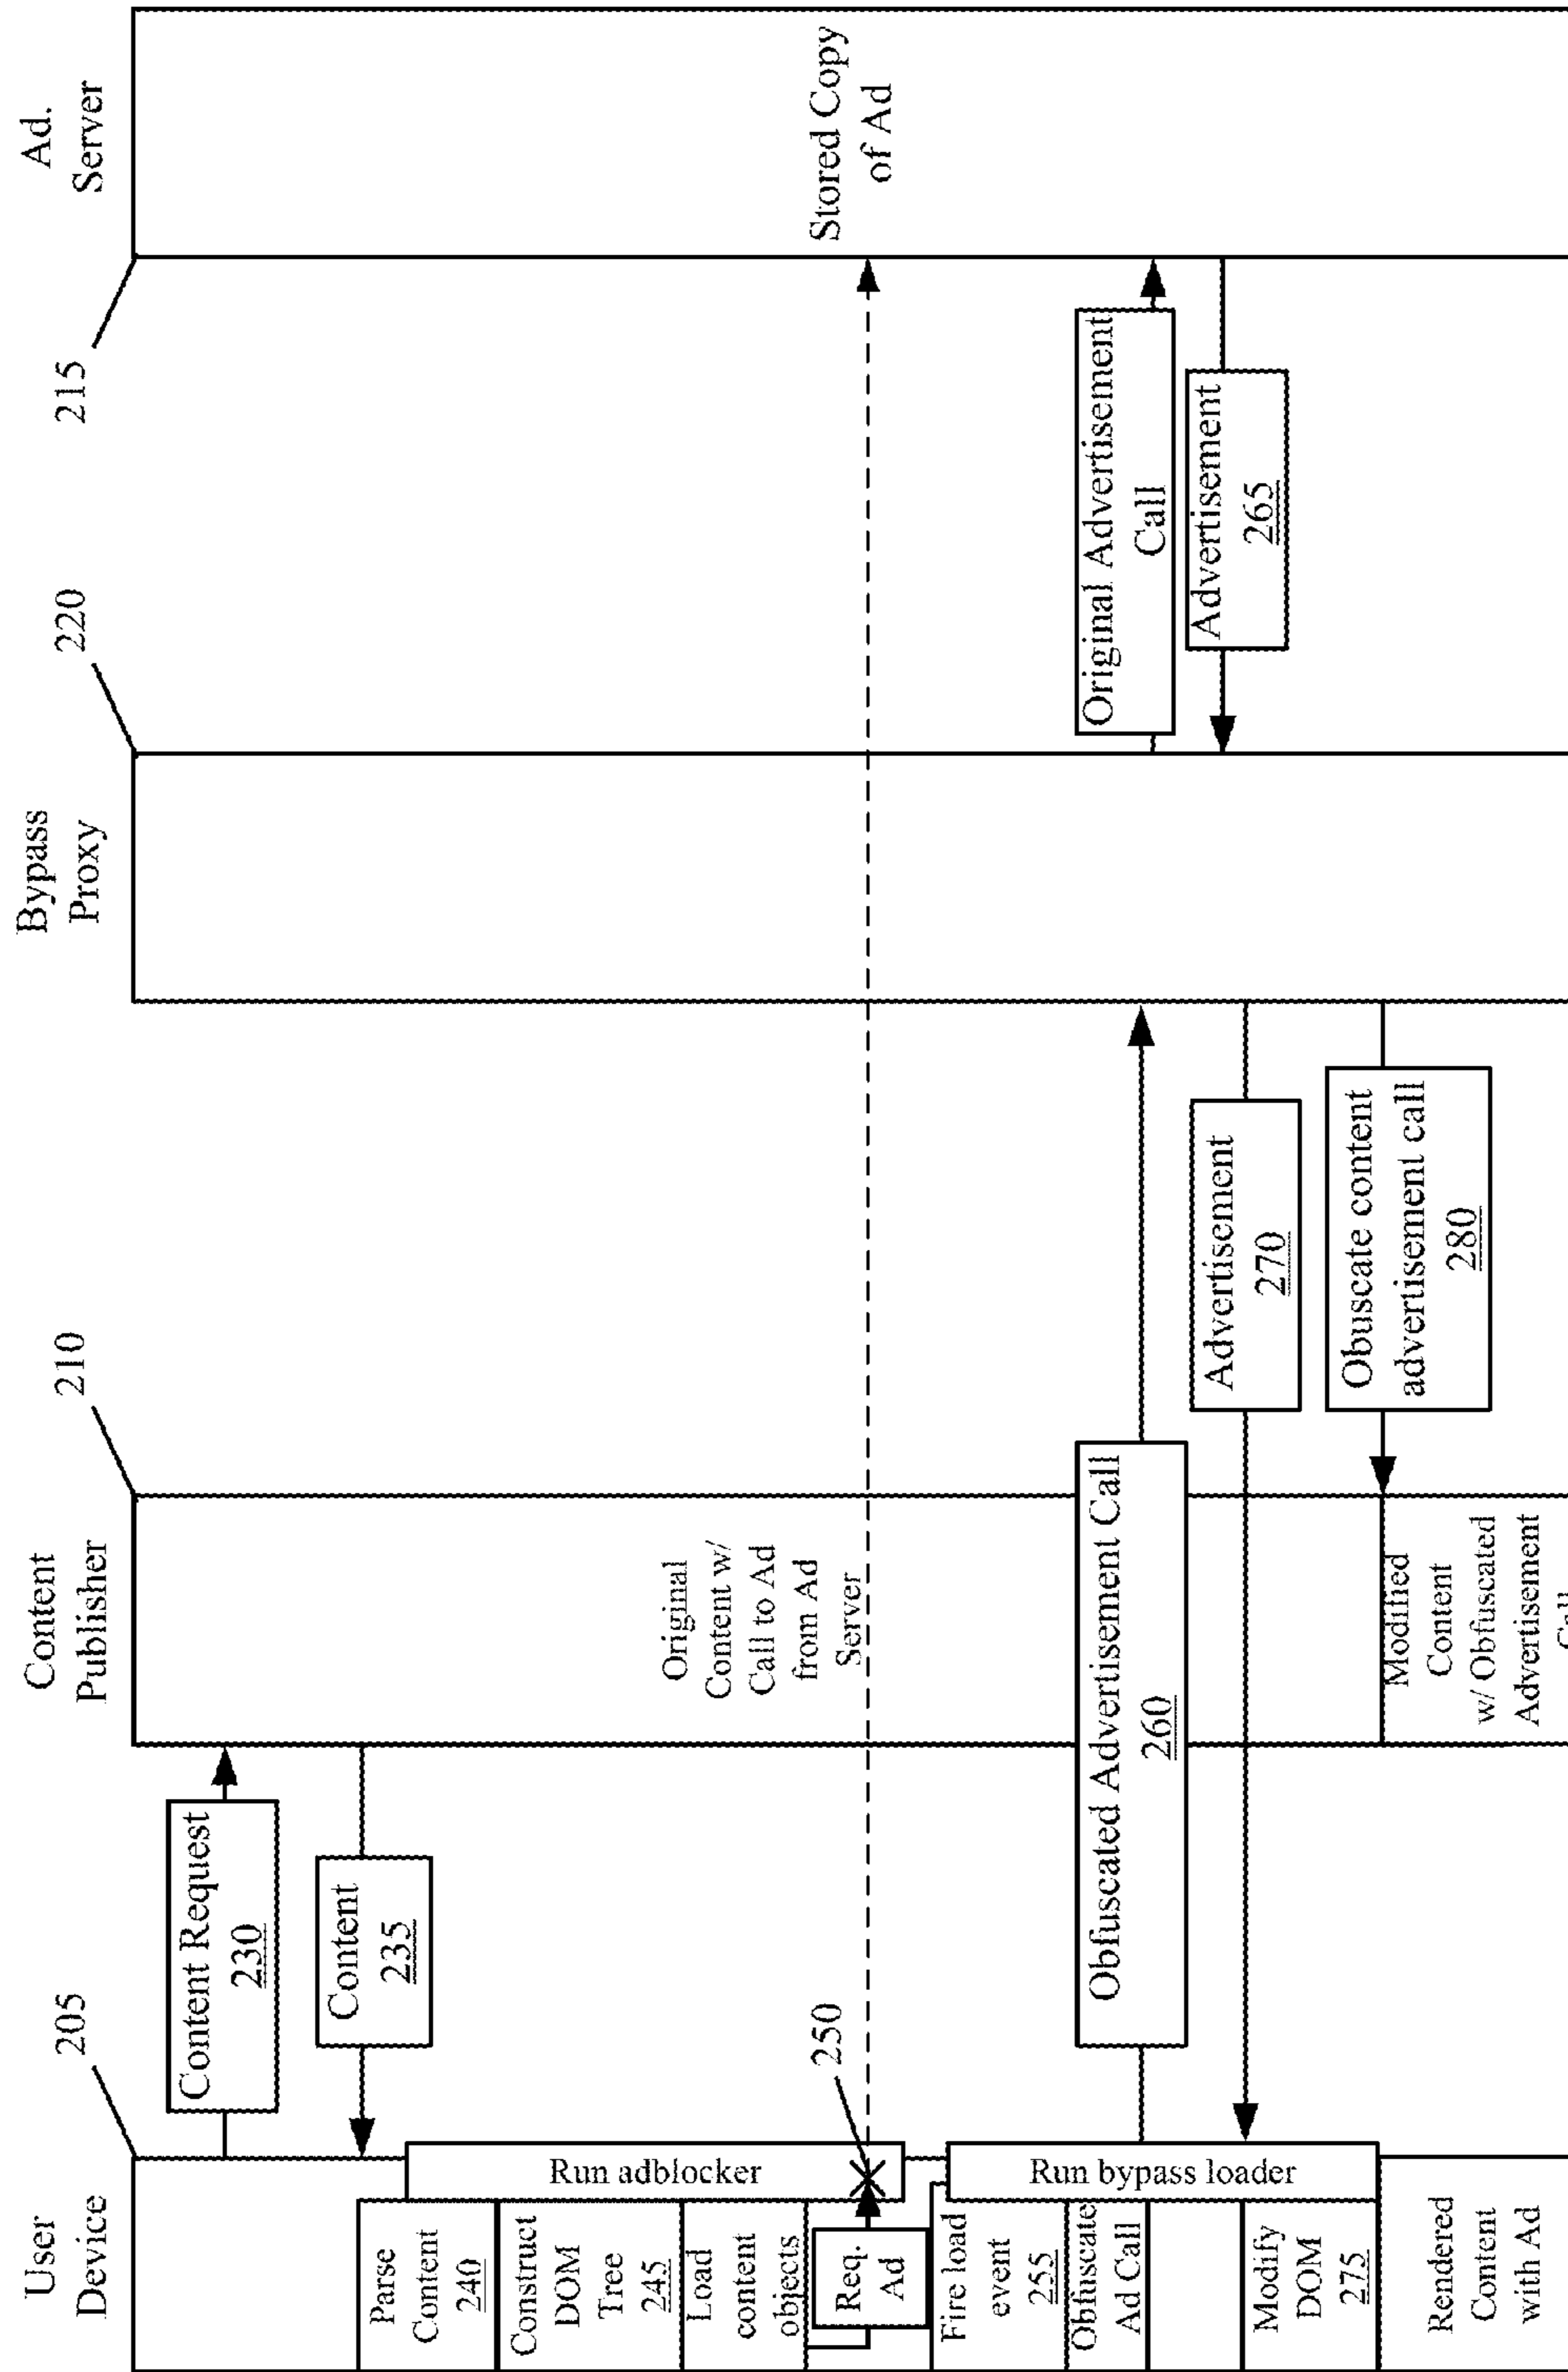 User
Device
Content
Publisher
Bypass
Proxy
Ad.
Server
205
210
220
215
Content Request
230
Content
235
Parse
Content
240
Construct
DOM
Tree
245
Load
content
objects
Run adblocker
Req.
Ad
250
Original
Content w/
Call to Ad
from Ad
Server
Stored Copy
of Ad
Fire load
event
255
Obfuscate
Ad Call
Run bypass loader
Obfuscated Advertisement Call
260
Original Advertisement
Call
Advertisement
265
Advertisement
270
Modify
DOM
275
Obuscate content
advertisement call
280
Modified
Content
w/ Obfuscated
Advertisement
Call
Rendered
Content
with Ad